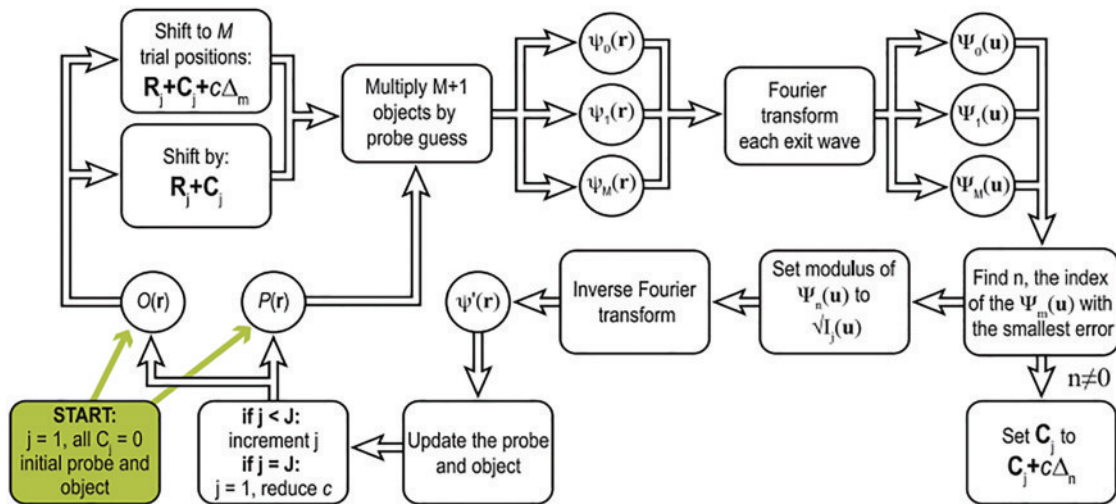 Shift to M
trial positions:
R_j+C_j+cΔ_m
Shift by:
R_j+C_j
Multiply M+1
objects by
probe guess
ψ_0(r)
ψ_1(r)
ψ_M(r)
Fourier
transform
each exit wave
Ψ_0(u)
Ψ_1(u)
Ψ_M(u)
O(r)
P(r)
ψ'(r)
Inverse Fourier
transform
Set modulus of
Ψ_n(u) to
√I_j(u)
Find n, the index
of the Ψ_m(u) with
the smallest error
n≠0
START:
j = 1, all C_j = 0
initial probe and
object
if j < J:
increment j
if j = J:
j = 1, reduce c
Update the probe
and object
Set C_j to
C_j+cΔ_n